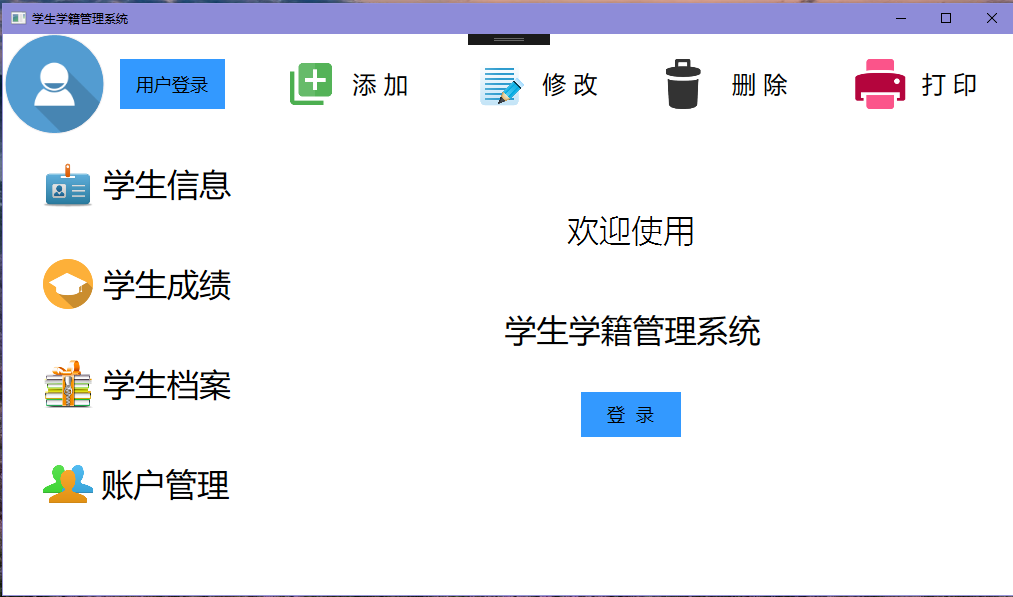 学生学籍管理系统
用户登录
添 加
修 改
删 除
打 印
学生信息
学生成绩
学生档案
账户管理
欢迎使用
学生学籍管理系统
登 录